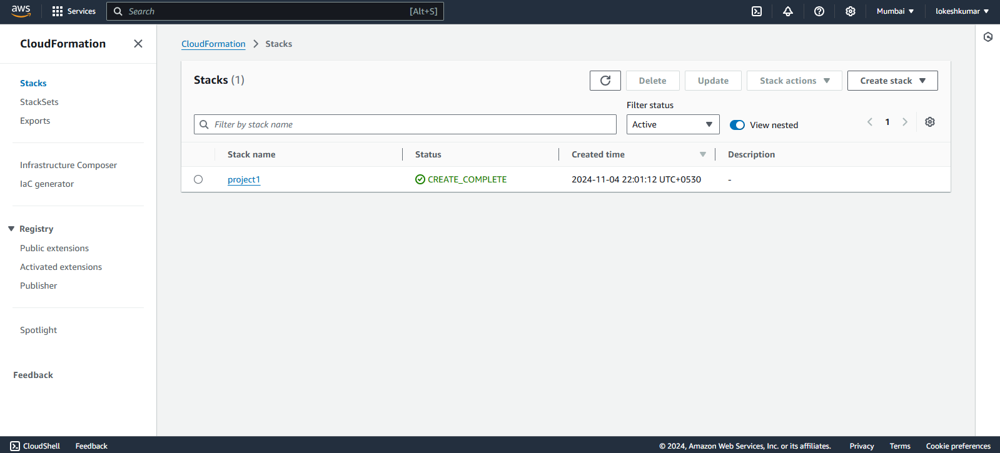 aws Services Search [Alt+S] Mumbai lokeshkumar
CloudFormation
Stacks
StackSets
Exports
Infrastructure Composer
IaC generator
Registry
Public extensions
Activated extensions
Publisher
Spotlight
Feedback
CloudFormation Stacks
Stacks (1) Delete Update Stack actions Create stack
Filter status
Filter by stack name Active View nested 1
Stack name Status Created time Description
project1 CREATE_COMPLETE 2024-11-04 22:01:12 UTC+0530 -
CloudShell Feedback © 2024, Amazon Web Services, Inc. or its affiliates. Privacy Terms Cookie preferences